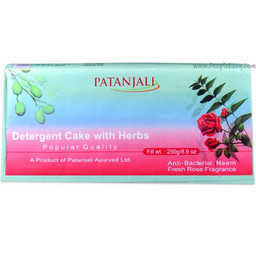 PATANJALI
Detergent Cake with Herbs
Popular Quality
A Product of Patanjali Ayurved Ltd.
Fill wt. : 250g/8.8 oz
Anti-Bacterial: Neem
Fresh Rose Fragrance